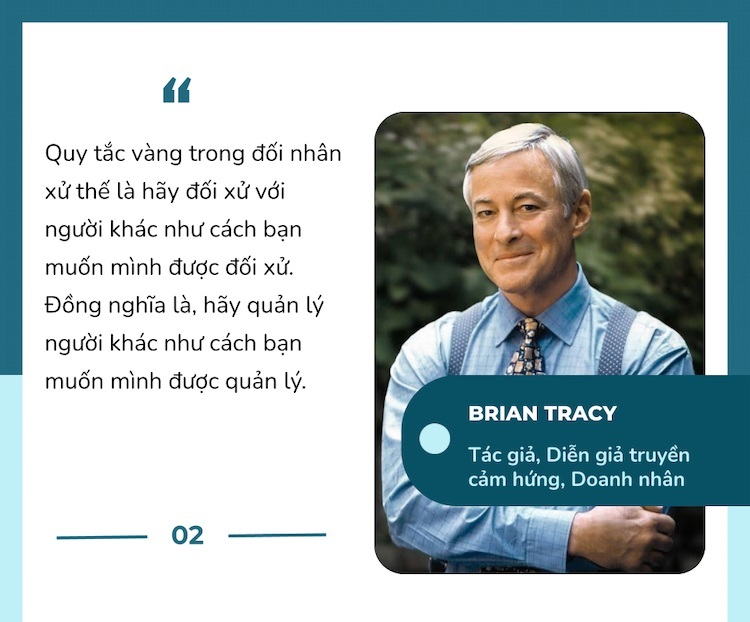 “
Quy tắc vàng trong đối nhân
xử thế là hãy đối xử với
người khác như cách bạn
muốn mình được đối xử.
Đồng nghĩa là, hãy quản lý
người khác như cách bạn
muốn mình được quản lý.
BRIAN TRACY
Tác giả, Diễn giả truyền
cảm hứng, Doanh nhân
02